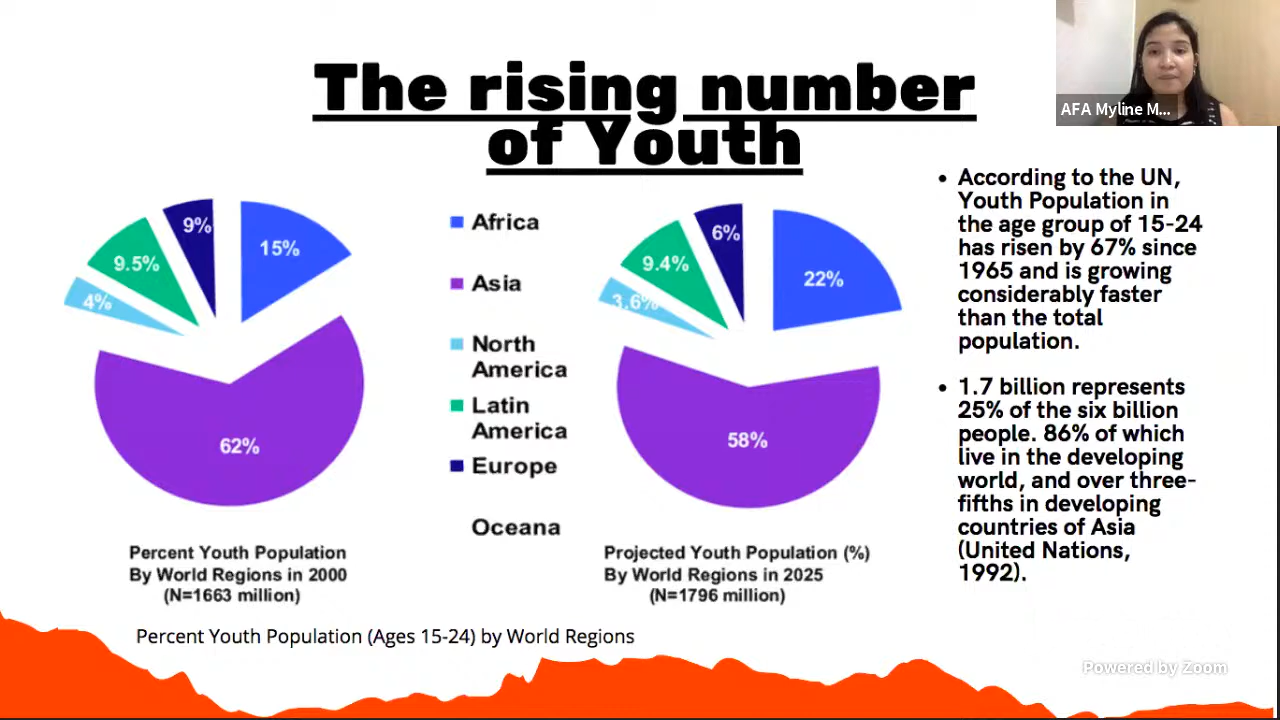 The rising number
of Youth
AFA Myline M...
9%
15%
9.5%
4%
62%
Africa
Asia
North
America
Latin
America
Europe
Oceana
6%
22%
9.4%
3.6%
58%
Percent Youth Population
By World Regions in 2000
(N=1663 million)
Projected Youth Population (%)
By World Regions in 2025
(N=1796 million)
Percent Youth Population (Ages 15-24) by World Regions
• According to the UN,
Youth Population in
the age group of 15-24
has risen by 67% since
1965 and is growing
considerably faster
than the total
population.
• 1.7 billion represents
25% of the six billion
people. 86% of which
live in the developing
world, and over three-
fifths in developing
countries of Asia
(United Nations,
1992).
Powered by Zoom